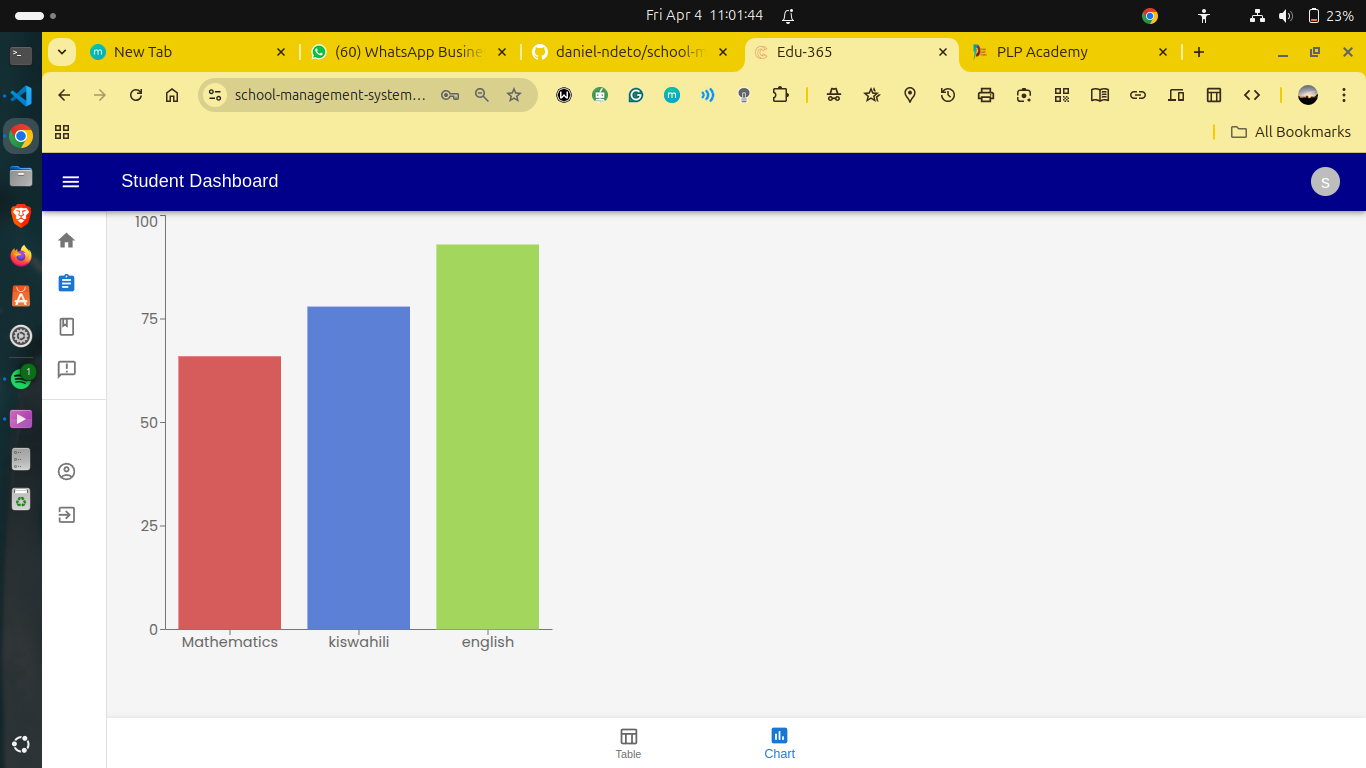 Fri Apr 4 11:01:44
23%
New Tab
(60) WhatsApp Busine
daniel-ndeto/school-m
Edu-365
PLP Academy
school-management-system...
All Bookmarks
Student Dashboard
S
1
100
75
50
25
0
Mathematics kiswahili english
Table
Chart